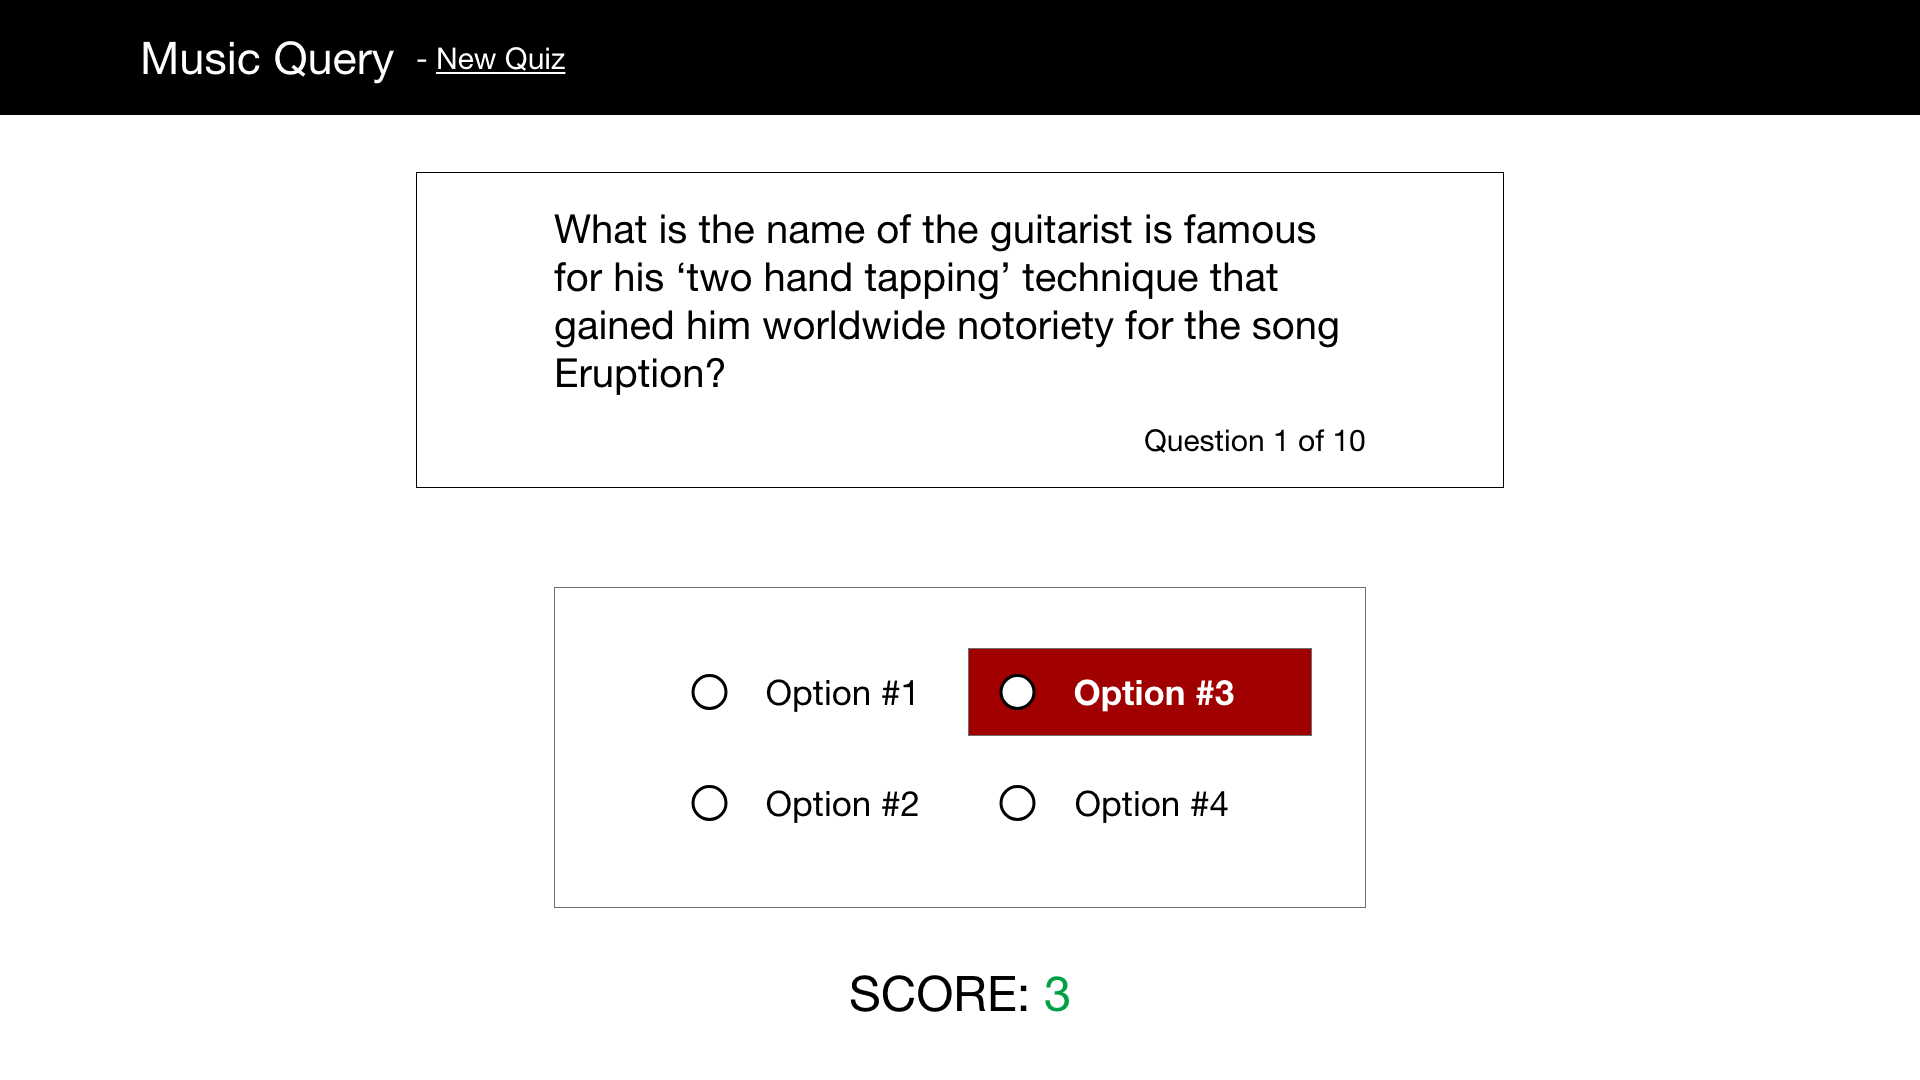 Music Query - New Quiz
What is the name of the guitarist is famous
for his ‘two hand tapping’ technique that
gained him worldwide notoriety for the song
Eruption?
Question 1 of 10
Option #1
Option #3
Option #2
Option #4
SCORE: 3